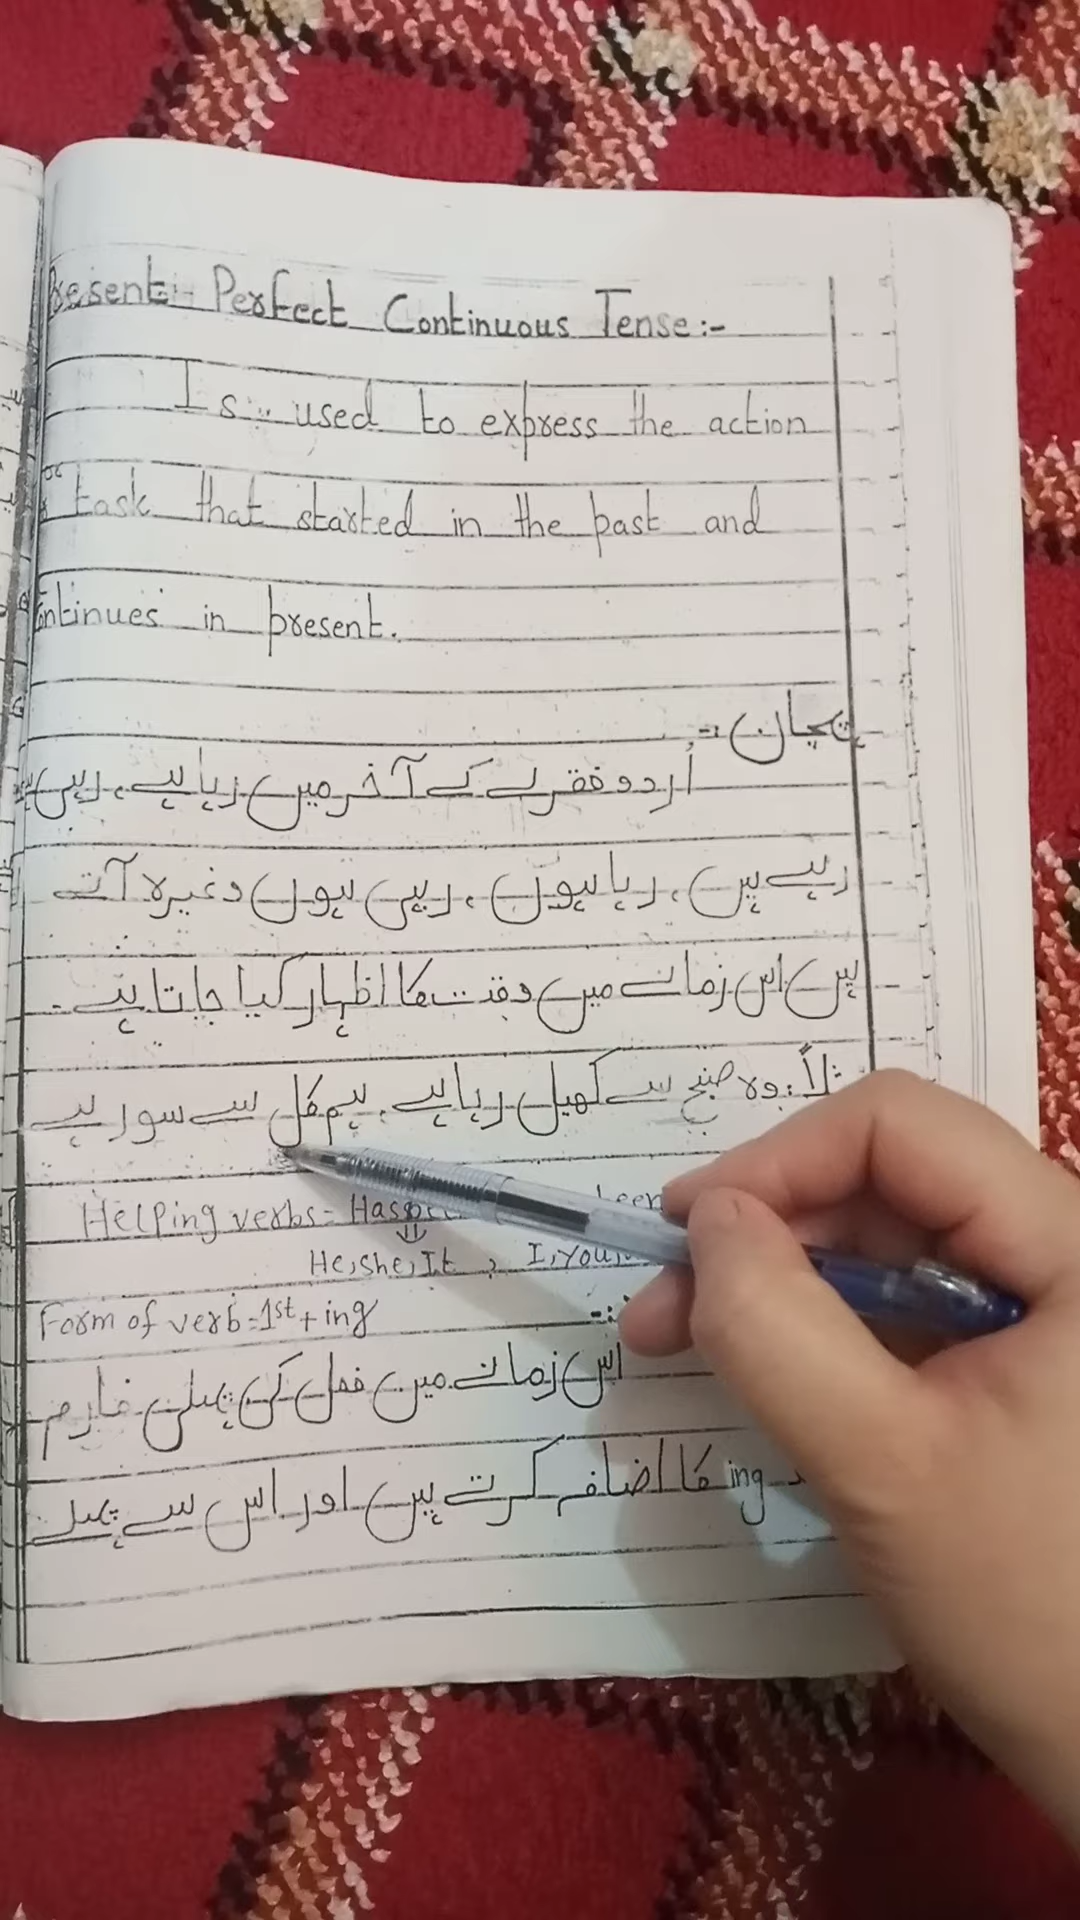 Present:- Perfect Continuous Tense:-
Is used to express the action
or task that started in the past and
Continues in present.
پہچان :-
اُردو فقرے کے آخر میں رہا ہے، رہی ہے
رہے ہیں، رہا ہوں، رہی ہوں وغیرہ آتے
ہیں اس زمانے میں وقت کا اظہار کیا جاتا ہے۔
مثلاً: وہ صبح سے کھیل رہا ہے۔ ہم کل سے سو رہے
Helping verbs = Has been
⇓
He, she, It , I, you,
Form of verb = 1st + ing
:-
اس زمانے میں فعل کی پہلی فارم
ing کا اضافہ کرتے ہیں اور اس سے پہلے